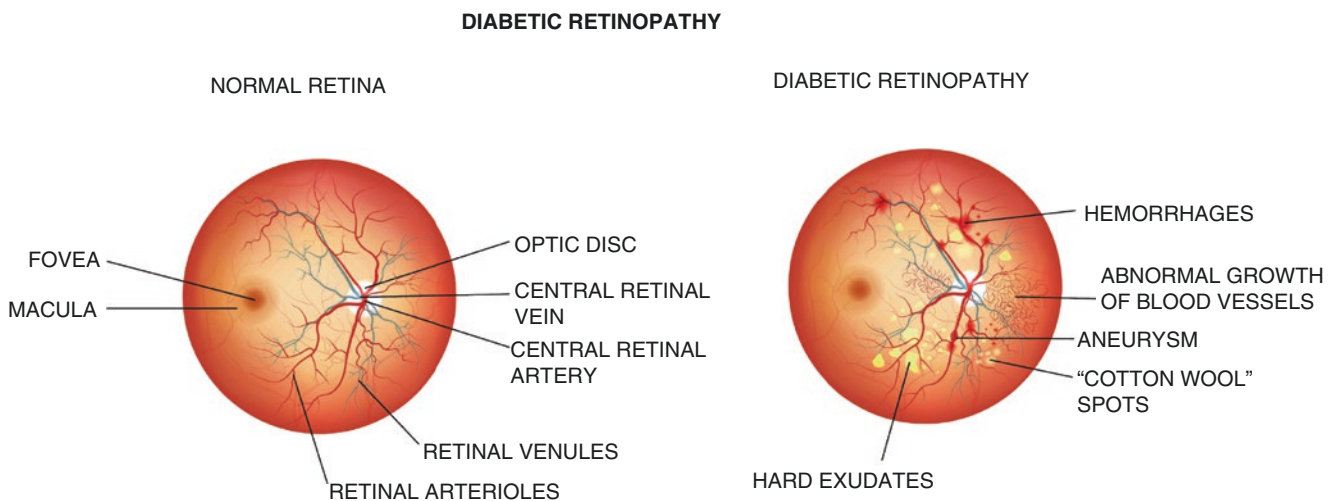 DIABETIC RETINOPATHY
NORMAL RETINA
FOVEA
MACULA
OPTIC DISC
CENTRAL RETINAL
VEIN
CENTRAL RETINAL
ARTERY
RETINAL VENULES
RETINAL ARTERIOLES
DIABETIC RETINOPATHY
HEMORRHAGES
ABNORMAL GROWTH
OF BLOOD VESSELS
ANEURYSM
“COTTON WOOL”
SPOTS
HARD EXUDATES